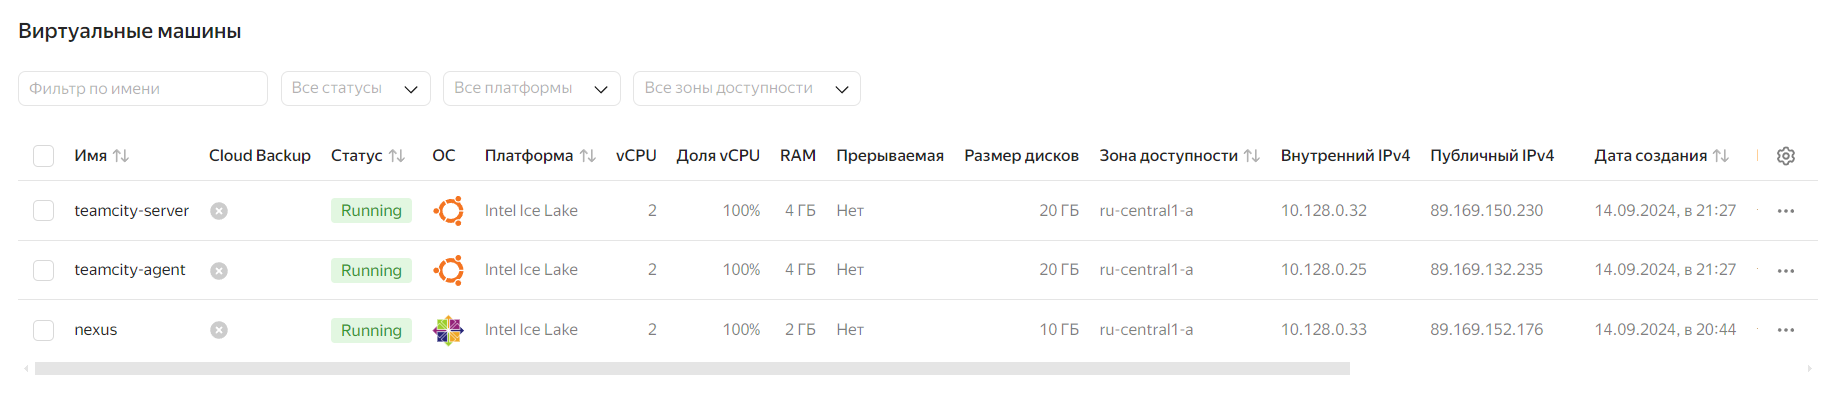 Виртуальные машины
Фильтр по имени Все статусы Все платформы Все зоны доступности
Имя Cloud Backup Статус ОС Платформа vCPU Доля vCPU RAM Прерываемая Размер дисков Зона доступности Внутренний IPv4 Публичный IPv4 Дата создания
teamcity-server Running Intel Ice Lake 2 100% 4 ГБ Нет 20 ГБ ru-central1-a 10.128.0.32 89.169.150.230 14.09.2024, в 21:27
teamcity-agent Running Intel Ice Lake 2 100% 4 ГБ Нет 20 ГБ ru-central1-a 10.128.0.25 89.169.132.235 14.09.2024, в 21:27
nexus Running Intel Ice Lake 2 100% 2 ГБ Нет 10 ГБ ru-central1-a 10.128.0.33 89.169.152.176 14.09.2024, в 20:44